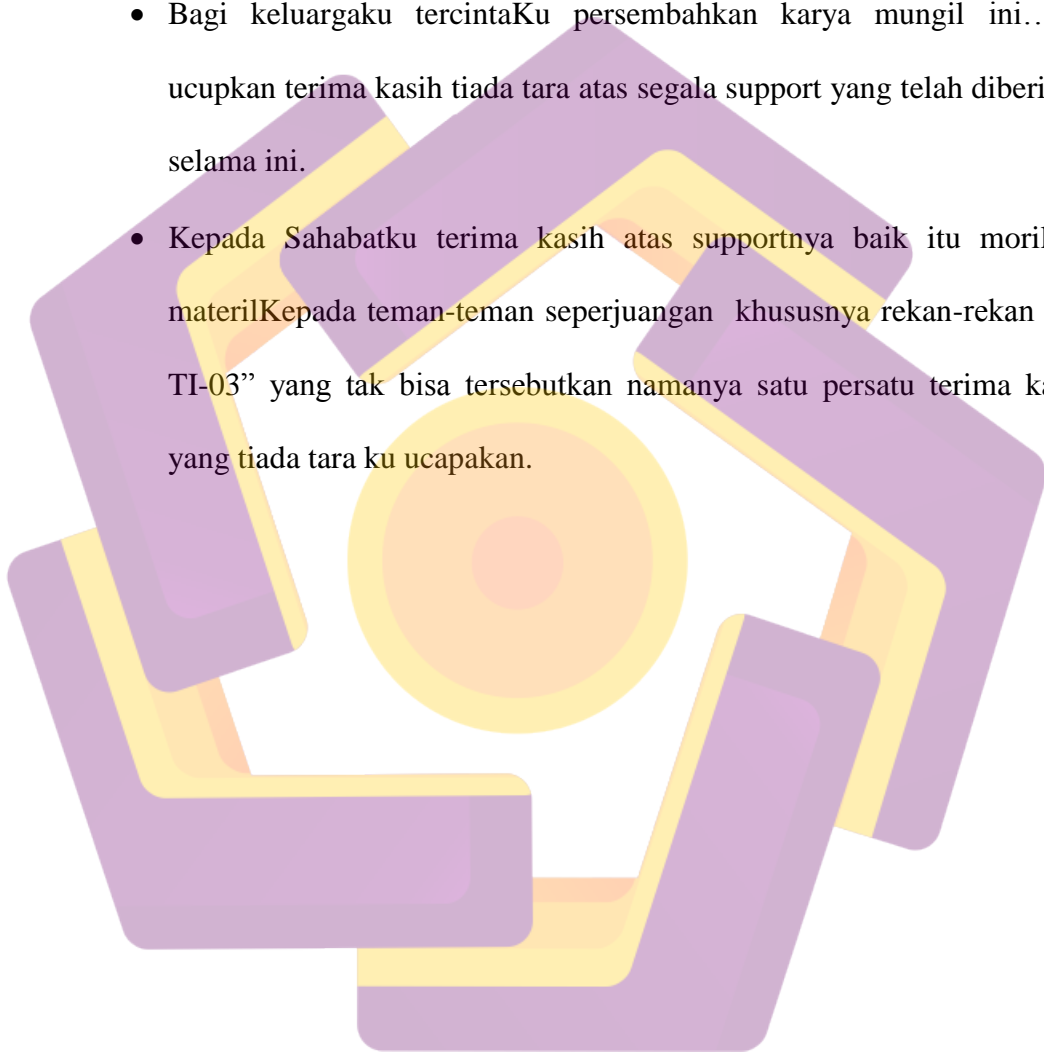 • Bagi keluargaku tercintaKu persembahkan karya mungil ini…
ucupkan terima kasih tiada tara atas segala support yang telah diberi
selama ini.
• Kepada Sahabatku terima kasih atas supportnya baik itu moril
materilKepada teman-teman seperjuangan khususnya rekan-rekan
TI-03” yang tak bisa tersebutkan namanya satu persatu terima ka
yang tiada tara ku ucapakan.